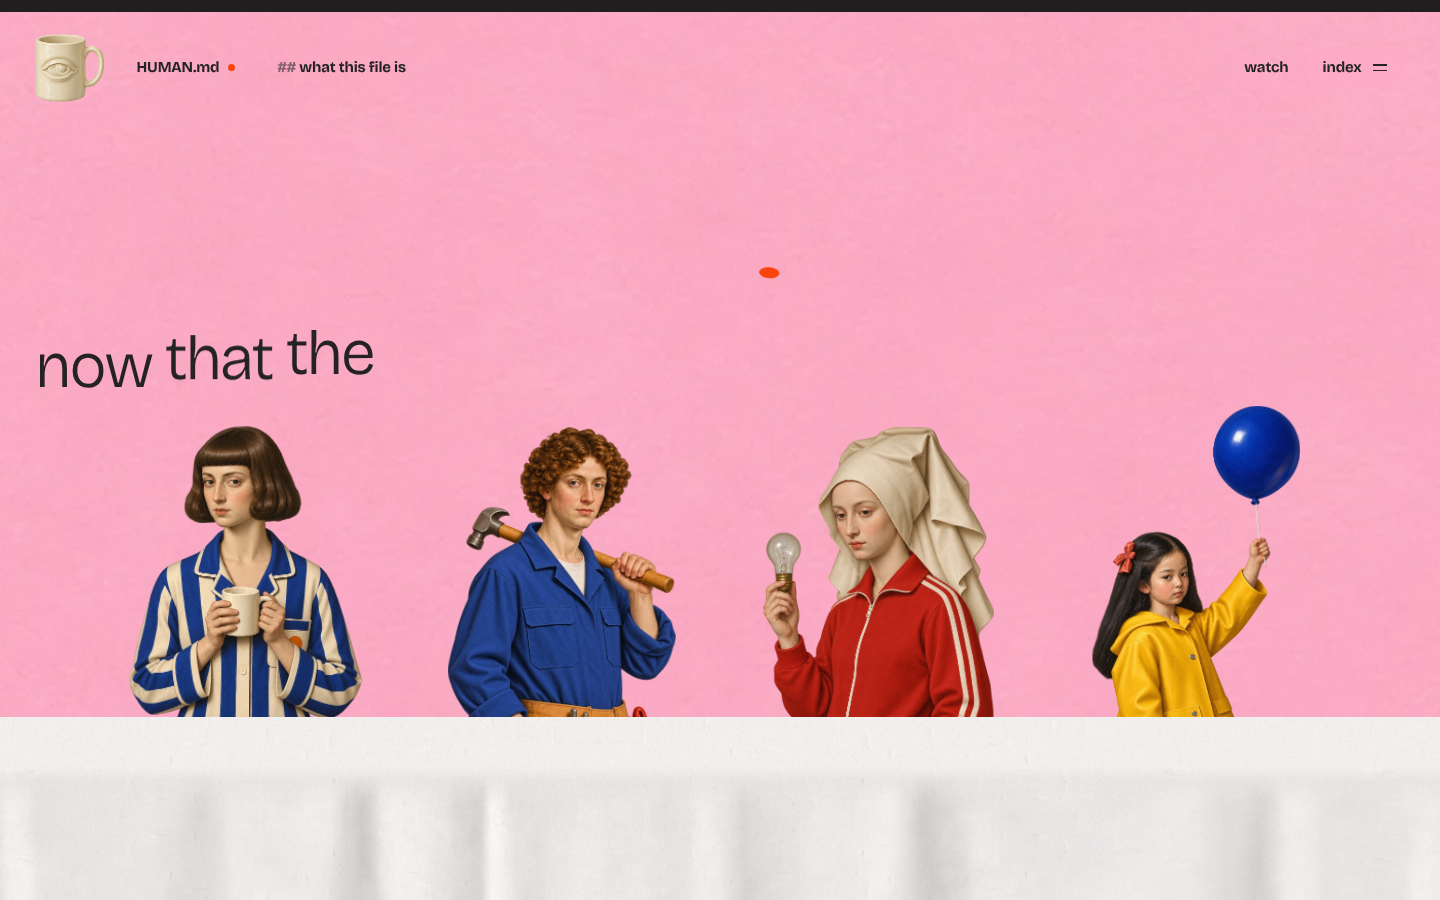 HUMAN.md
## what this file is
watch
index
now that the